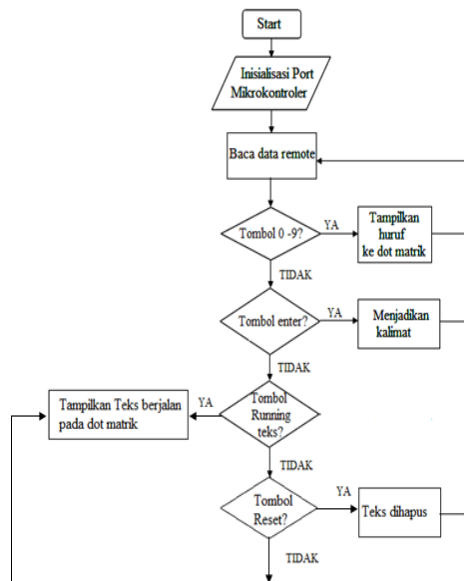 Start
Inisialisasi Port
Mikrokontroler
Baca data remote
Tombol 0 -9?
YA
Tampilkan
huruf
ke dot matrik
TIDAK
Tombol enter?
YA
Menjadikan
kalimat
TIDAK
Tombol
Running
teks?
YA
Tampilkan Teks berjalan
pada dot matrik
TIDAK
Tombol
Reset?
YA
Teks dihapus
TIDAK